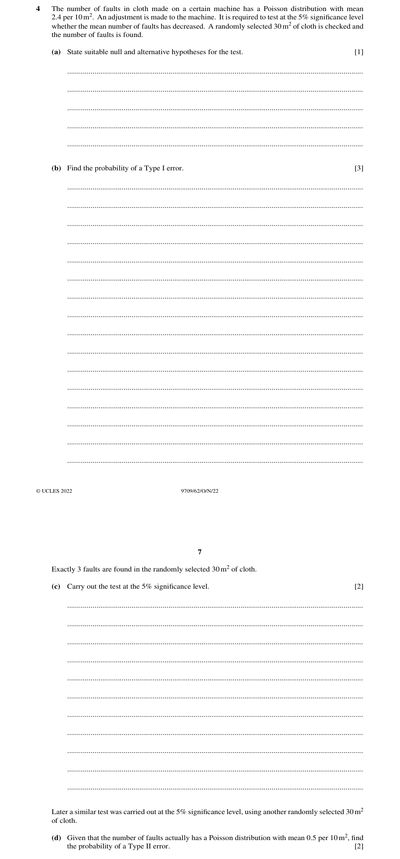 4 The number of faults in cloth made on a certain machine has a Poisson distribution with mean
2.4 per 10 m². An adjustment is made to the machine. It is required to test at the 5% significance level
whether the mean number of faults has decreased. A randomly selected 30 m² of cloth is checked and
the number of faults is found.
(a) State suitable null and alternative hypotheses for the test. [1]
(b) Find the probability of a Type I error. [3]
© UCLES 2022 9709/62/O/N/22
7
Exactly 3 faults are found in the randomly selected 30 m² of cloth.
(c) Carry out the test at the 5% significance level. [2]
Later a similar test was carried out at the 5% significance level, using another randomly selected 30 m²
of cloth.
(d) Given that the number of faults actually has a Poisson distribution with mean 0.5 per 10 m², find
the probability of a Type II error. [2]